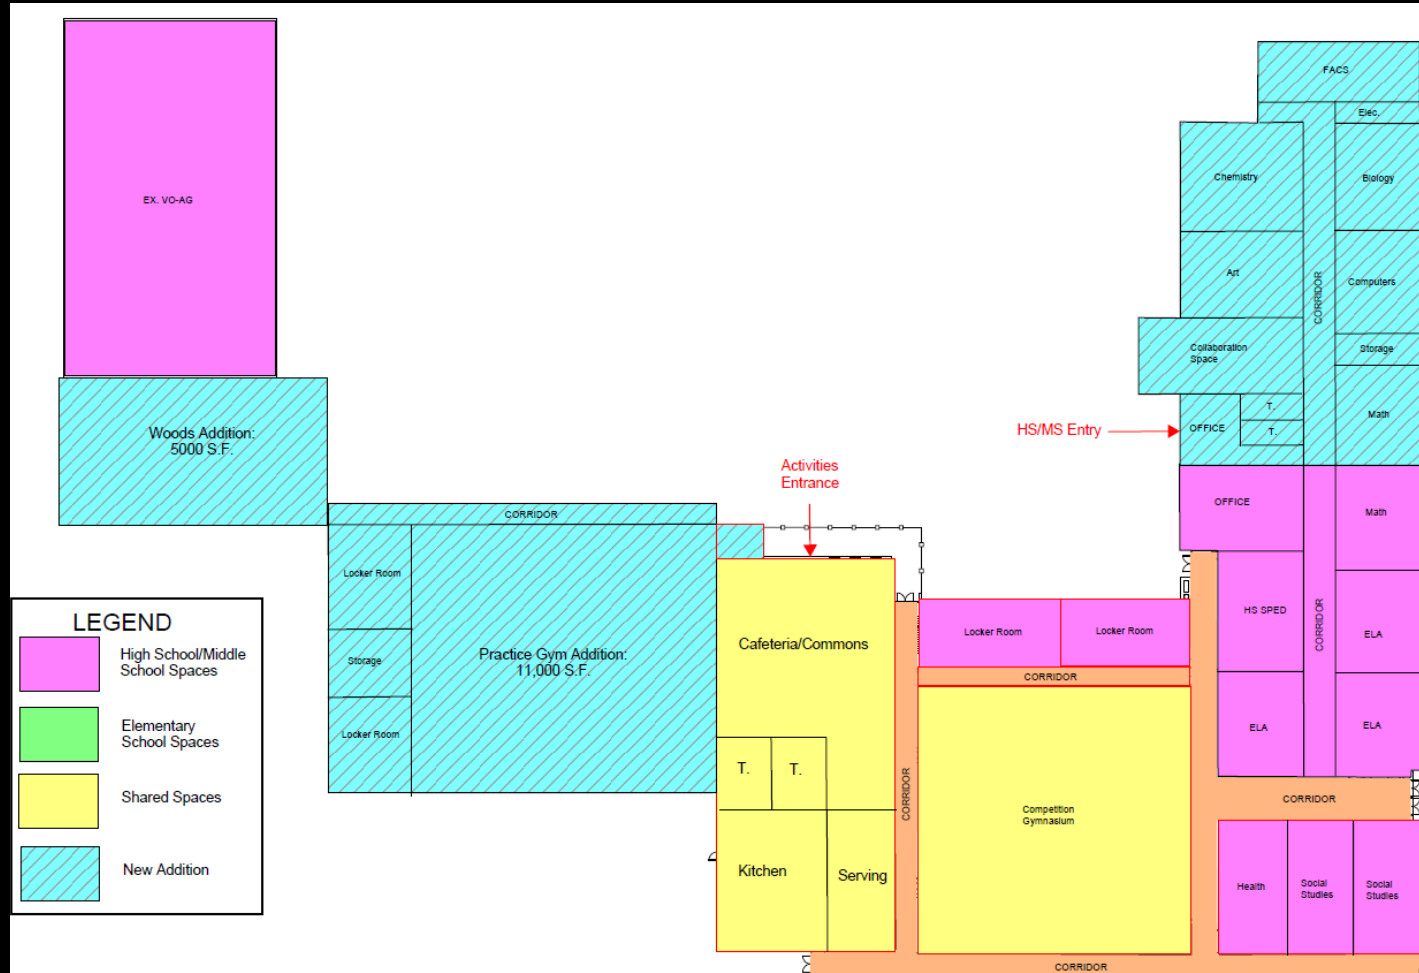 FACS
Elec.
EX. VO-AG
Chemistry
Biology
Art
CORRIDOR
Computers
Collaboration
Space
Storage
T.
Math
HS/MS Entry
OFFICE
T.
Woods Addition:
5000 S.F.
Activities
Entrance
OFFICE
Math
CORRIDOR
Locker Room
HS SPED
CORRIDOR
ELA
Locker Room
Locker Room
Cafeteria/Commons
Storage
Practice Gym Addition:
11,000 S.F.
CORRIDOR
Locker Room
ELA
ELA
T.
T.
CORRIDOR
CORRIDOR
Competition
Gymnasium
Kitchen
Serving
Health
Social
Studies
Social
Studies
CORRIDOR
LEGEND
High School/Middle
School Spaces
Elementary
School Spaces
Shared Spaces
New Addition